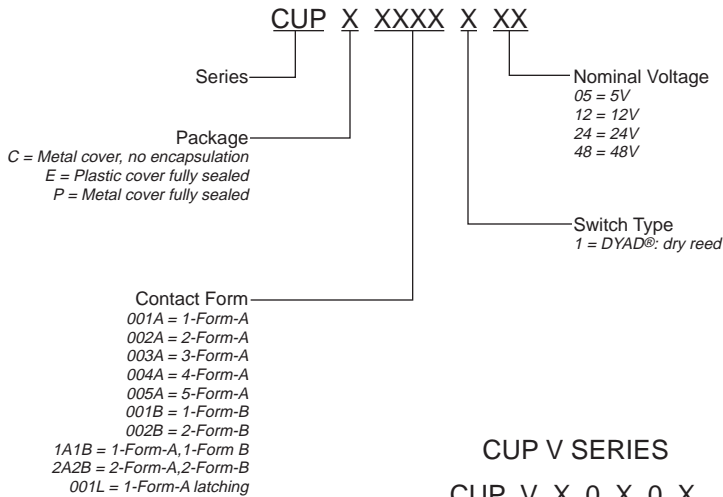 CUP X XXXX X XX
Series
Package
C = Metal cover, no encapsulation
E = Plastic cover fully sealed
P = Metal cover fully sealed
Contact Form
001A = 1-Form-A
002A = 2-Form-A
003A = 3-Form-A
004A = 4-Form-A
005A = 5-Form-A
001B = 1-Form-B
002B = 2-Form-B
1A1B = 1-Form-A,1-Form B
2A2B = 2-Form-A,2-Form-B
001L = 1-Form-A latching
Nominal Voltage
05 = 5V
12 = 12V
24 = 24V
48 = 48V
Switch Type
1 = DYAD®: dry reed
CUP V SERIES
CUP V X 0 X 0 X